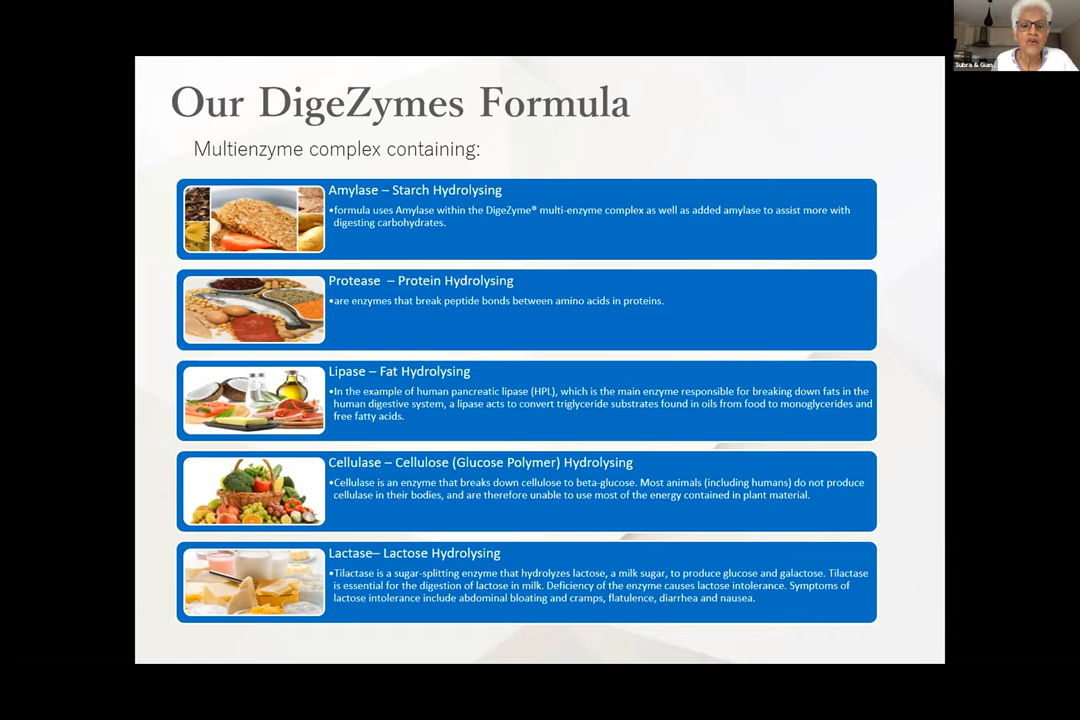 Our DigeZymes Formula
Multienzyme complex containing:
Amylase – Starch Hydrolysing
•formula uses Amylase within the DigeZyme® multi-enzyme complex as well as added amylase to assist more with
digesting carbohydrates.
Protease – Protein Hydrolysing
•are enzymes that break peptide bonds between amino acids in proteins.
Lipase – Fat Hydrolysing
•In the example of human pancreatic lipase (HPL), which is the main enzyme responsible for breaking down fats in the
human digestive system, a lipase acts to convert triglyceride substrates found in oils from food to monoglycerides and
free fatty acids.
Cellulase – Cellulose (Glucose Polymer) Hydrolysing
•Cellulase is an enzyme that breaks down cellulose to beta-glucose. Most animals (including humans) do not produce
cellulase in their bodies, and are therefore unable to use most of the energy contained in plant material.
Lactase– Lactose Hydrolysing
•Tilactase is a sugar-splitting enzyme that hydrolyzes lactose, a milk sugar, to produce glucose and galactose. Tilactase
is essential for the digestion of lactose in milk. Deficiency of the enzyme causes lactose intolerance. Symptoms of
lactose intolerance include abdominal bloating and cramps, flatulence, diarrhea and nausea.
Subra & Gian